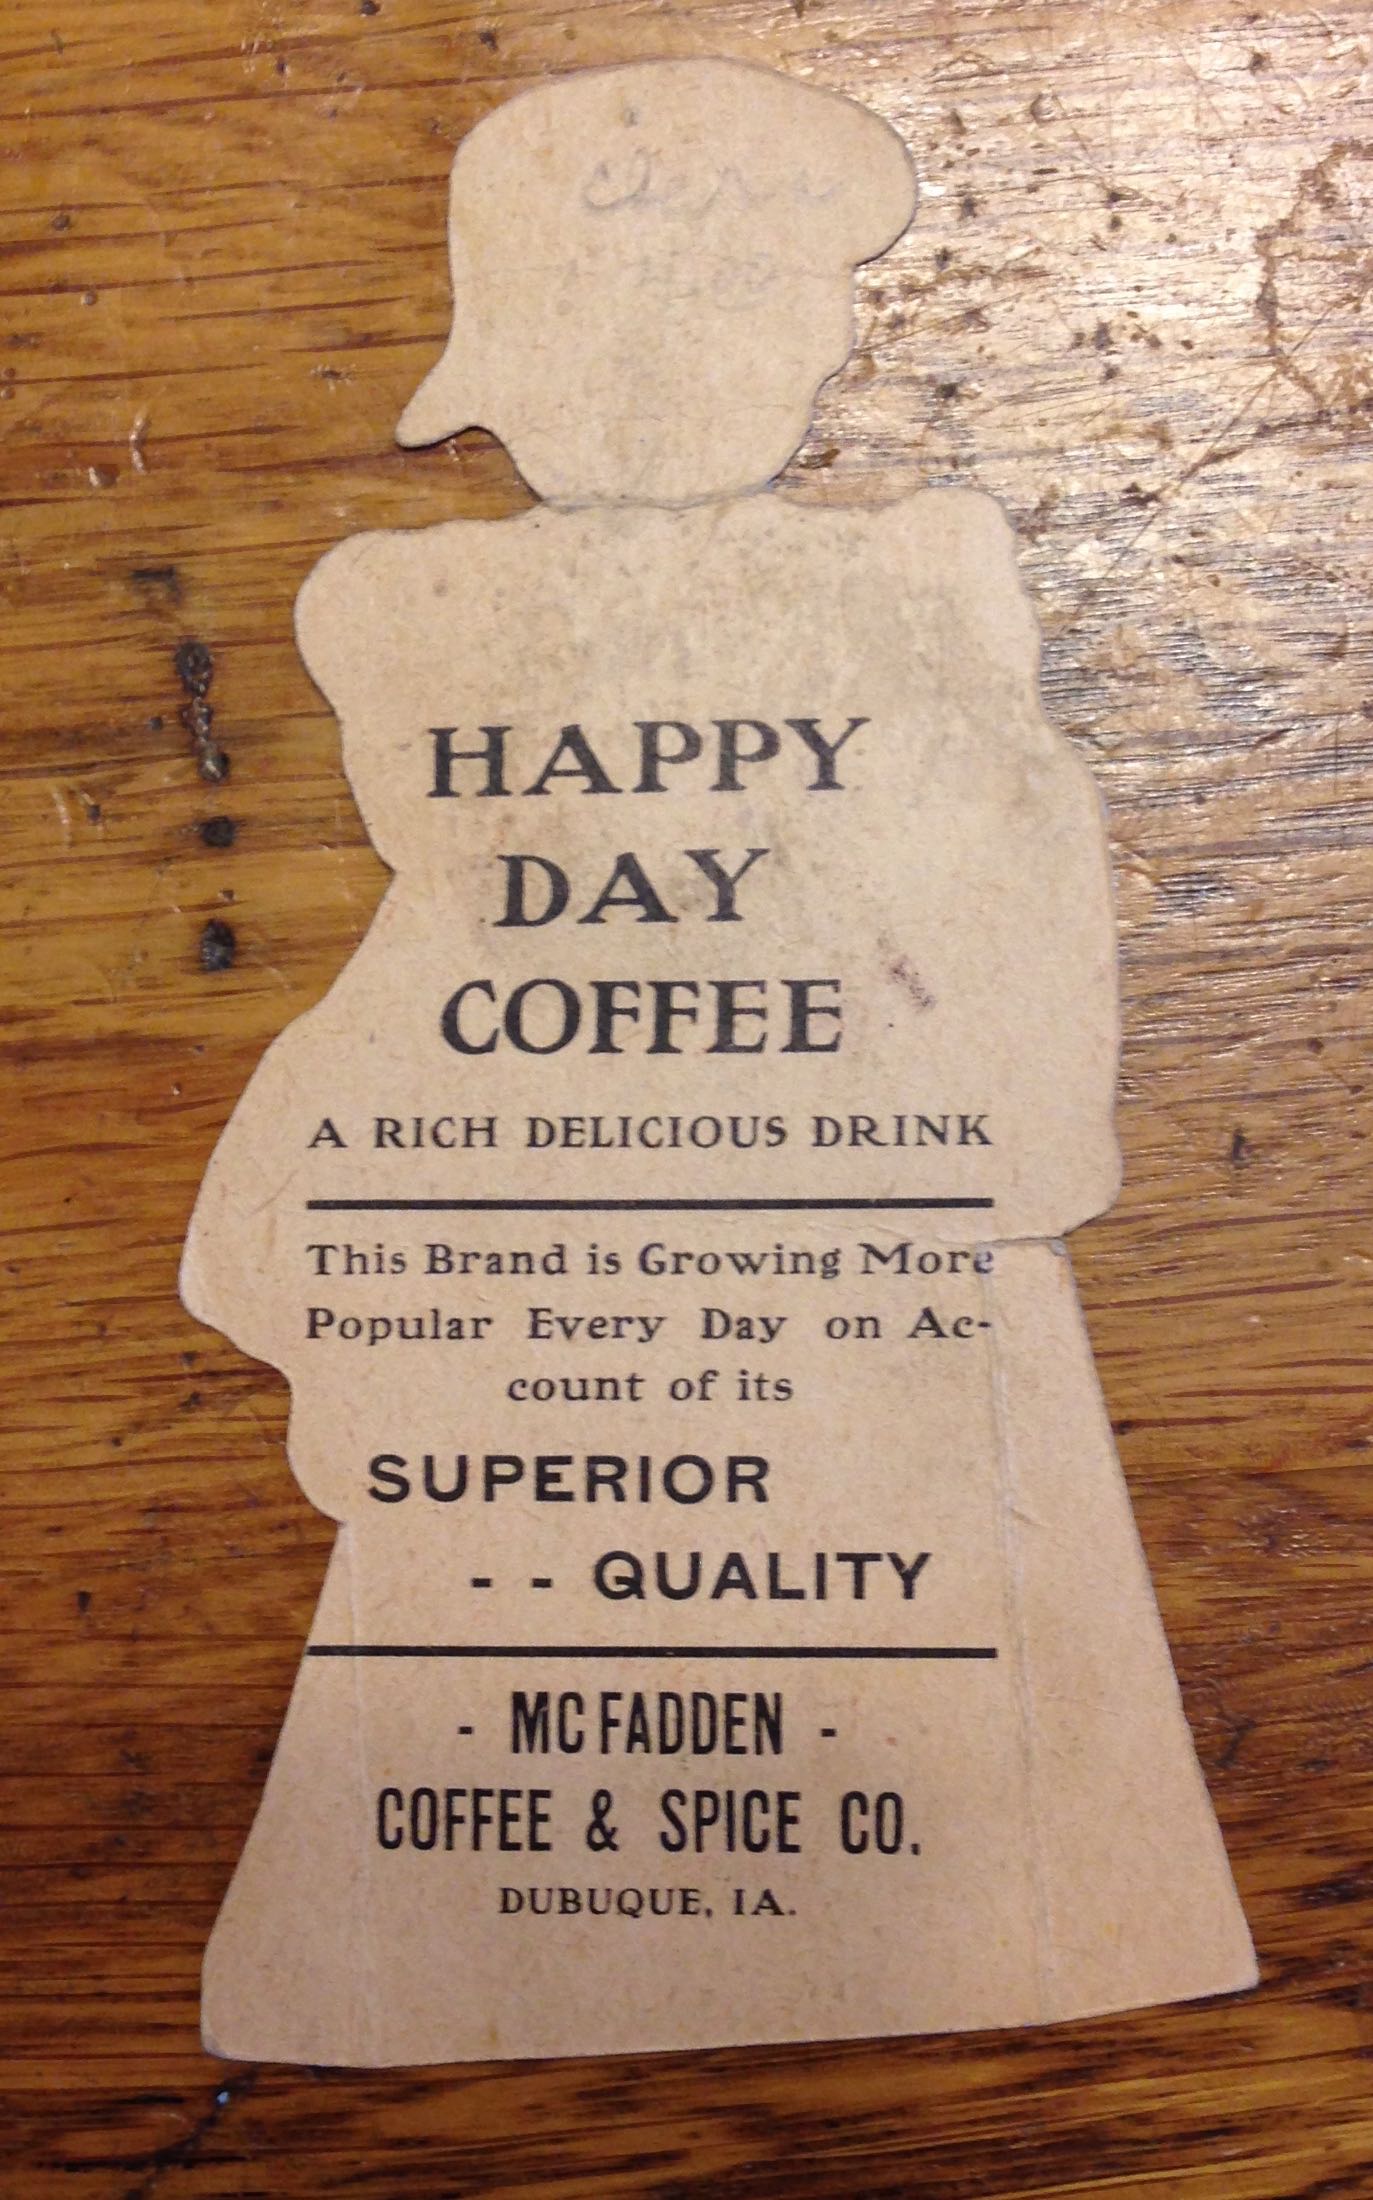 HAPPY
DAY
COFFEE
A RICH DELICIOUS DRINK
This Brand is Growing More
Popular Every Day on Ac-
count of its
SUPERIOR
- - QUALITY
- MC FADDEN -
COFFEE & SPICE CO.
DUBUQUE, IA.